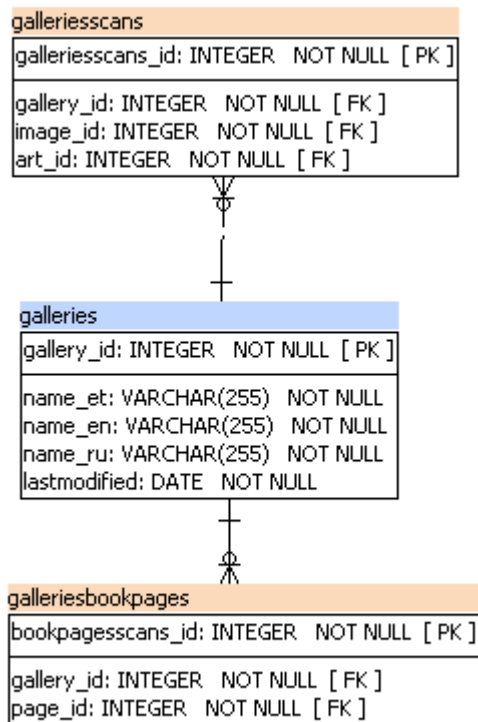 galleriesscans
galleriesscans_id: INTEGER NOT NULL [ PK ]
gallery_id: INTEGER NOT NULL [ FK ]
image_id: INTEGER NOT NULL [ FK ]
art_id: INTEGER NOT NULL [ FK ]
galleries
gallery_id: INTEGER NOT NULL [ PK ]
name_et: VARCHAR(255) NOT NULL
name_en: VARCHAR(255) NOT NULL
name_ru: VARCHAR(255) NOT NULL
lastmodified: DATE NOT NULL
galleriesbookpages
bookpagesscans_id: INTEGER NOT NULL [ PK ]
gallery_id: INTEGER NOT NULL [ FK ]
page_id: INTEGER NOT NULL [ FK ]